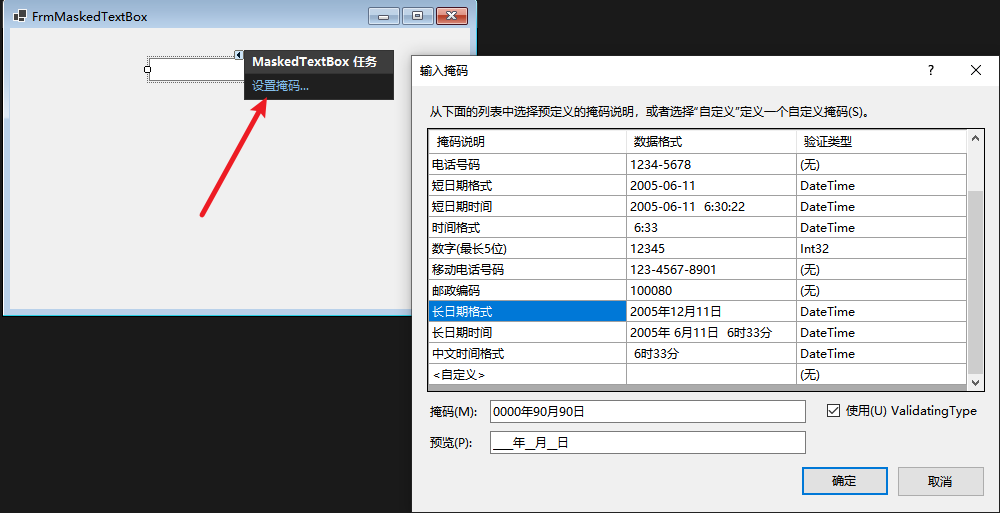 FrmMaskedTextBox
MaskedTextBox 任务
设置掩码...
输入掩码
从下面的列表中选择预定义的掩码说明，或者选择"自定义"定义一个自定义掩码(S)。
掩码说明 数据格式 验证类型
电话号码 1234-5678 (无)
短日期格式 2005-06-11 DateTime
短日期时间 2005-06-11 6:30:22 DateTime
时间格式 6:33 DateTime
数字(最长5位) 12345 Int32
移动电话号码 123-4567-8901 (无)
邮政编码 100080 (无)
长日期格式 2005年12月11日 DateTime
长日期时间 2005年 6月11日 6时33分 DateTime
中文时间格式 6时33分 DateTime
<自定义> (无)
掩码(M): 0000年90月90日 使用(U) ValidatingType
预览(P): ____年__月__日
确定 取消